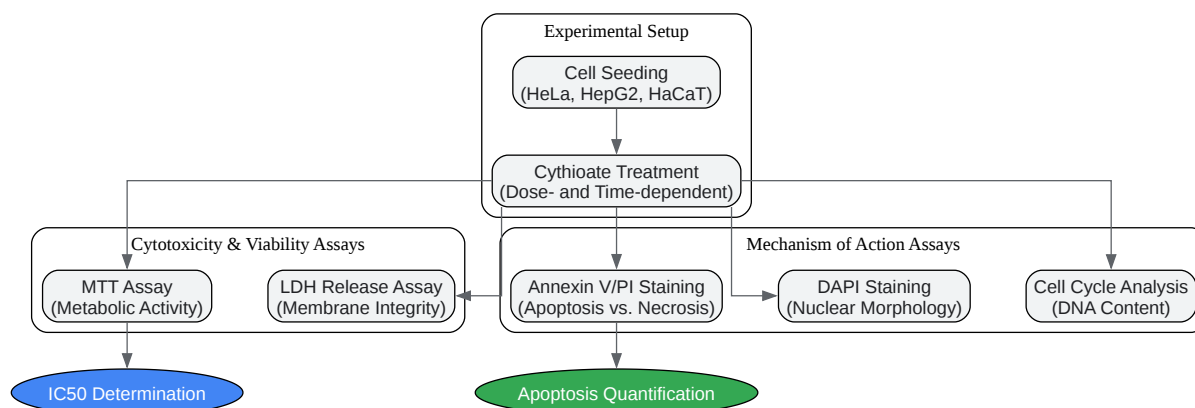 Experimental Setup
Cell Seeding
(HeLa, HepG2, HaCaT)
Cythioate Treatment
(Dose- and Time-dependent)
Cytotoxicity & Viability Assays
MTT Assay
(Metabolic Activity)
LDH Release Assay
(Membrane Integrity)
Mechanism of Action Assays
Annexin V/PI Staining
(Apoptosis vs. Necrosis)
DAPI Staining
(Nuclear Morphology)
Cell Cycle Analysis
(DNA Content)
IC50 Determination
Apoptosis Quantification